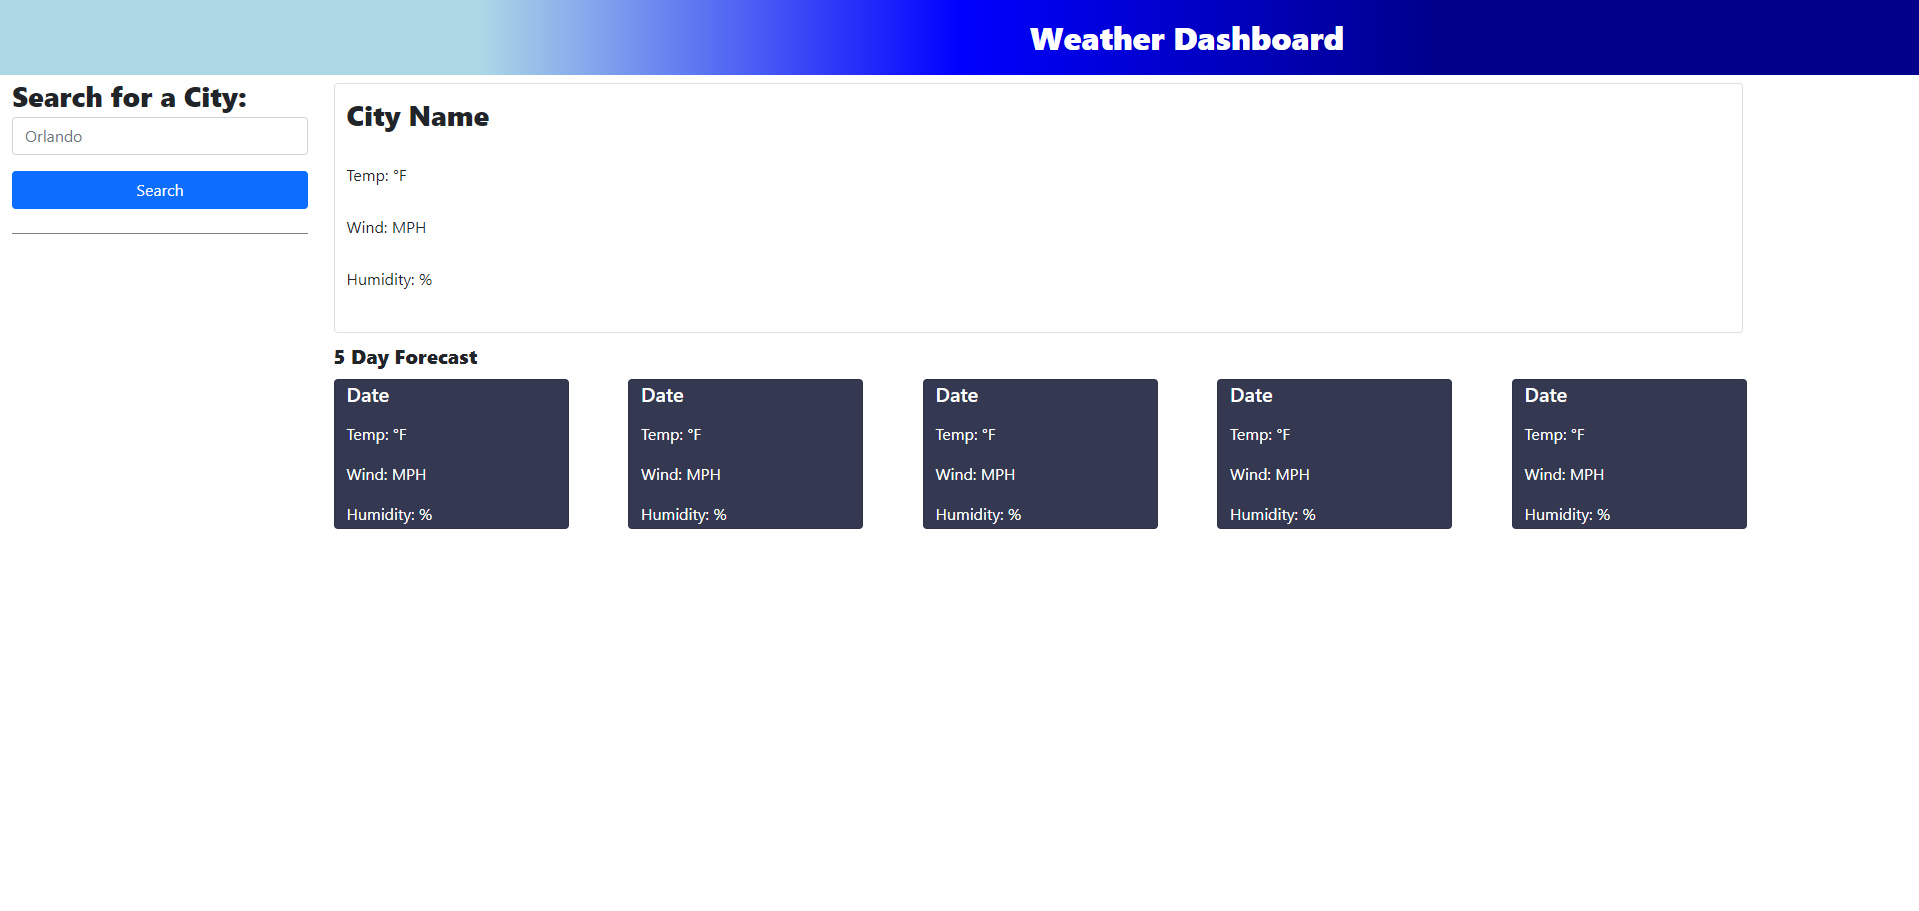 Weather Dashboard
Search for a City:
Orlando
Search
City Name
Temp: °F
Wind: MPH
Humidity: %
5 Day Forecast
Date
Temp: °F
Wind: MPH
Humidity: %
Date
Temp: °F
Wind: MPH
Humidity: %
Date
Temp: °F
Wind: MPH
Humidity: %
Date
Temp: °F
Wind: MPH
Humidity: %
Date
Temp: °F
Wind: MPH
Humidity: %